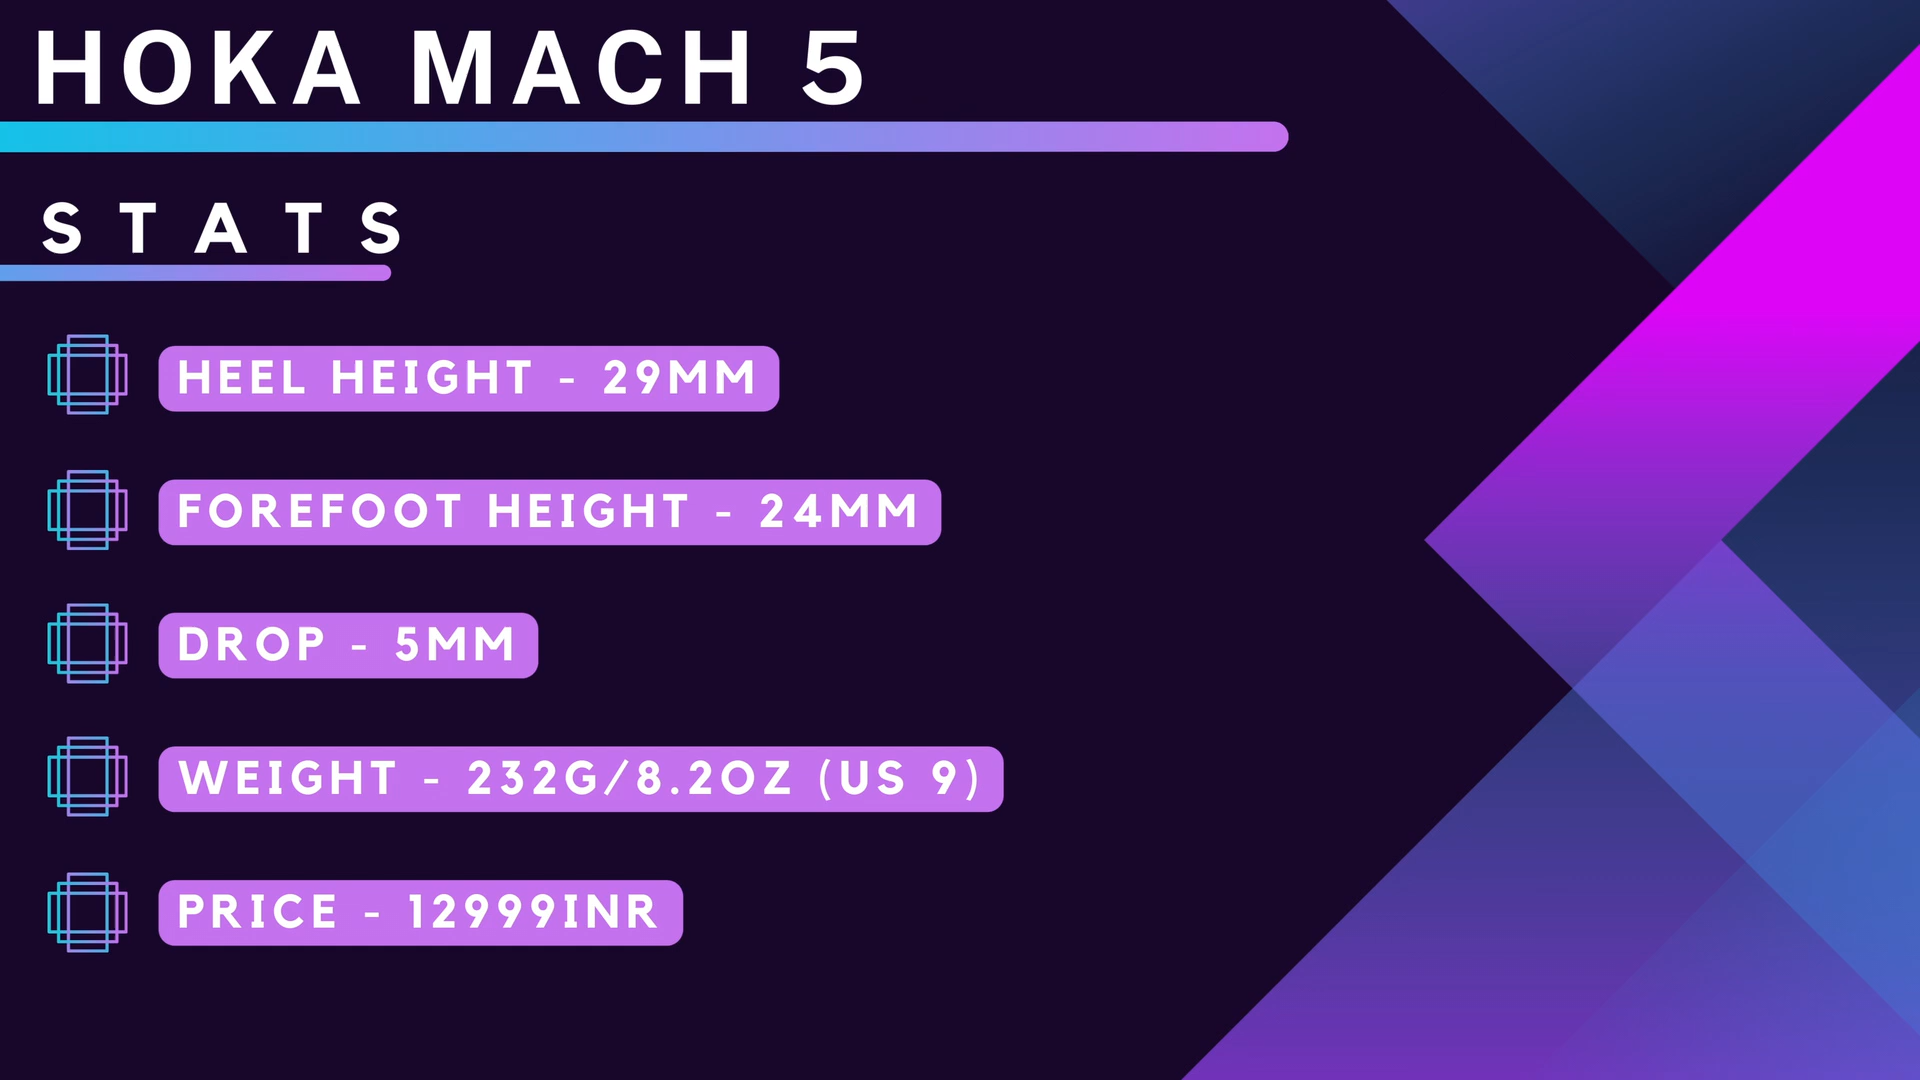 HOKA MACH 5
STATS
HEEL HEIGHT - 29MM
FOREFOOT HEIGHT - 24MM
DROP - 5MM
WEIGHT - 232G/8.2OZ (US 9)
PRICE - 12999INR